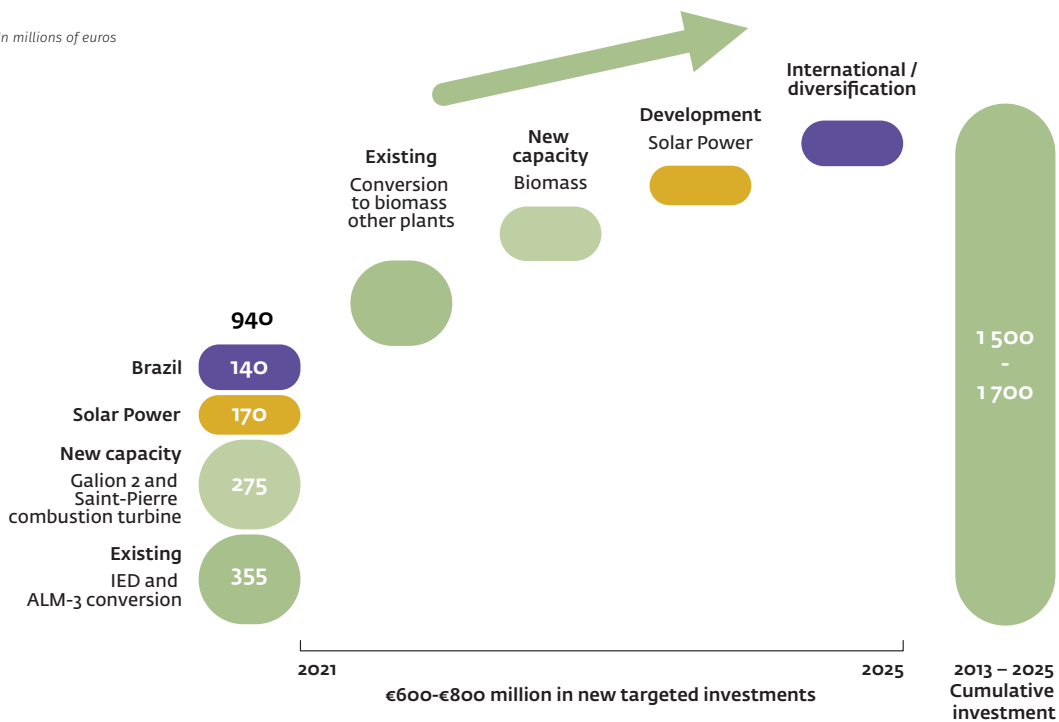 In millions of euros
International /
diversification
Development
Solar Power
New
capacity
Biomass
Existing
Conversion
to biomass
other plants
940
Brazil
140
Solar Power
170
New capacity
Galion 2 and
Saint-Pierre
combustion turbine
275
Existing
IED and
ALM-3 conversion
355
1 500
-
1 700
2021
2025
€600-€800 million in new targeted investments
2013 – 2025
Cumulative
investment